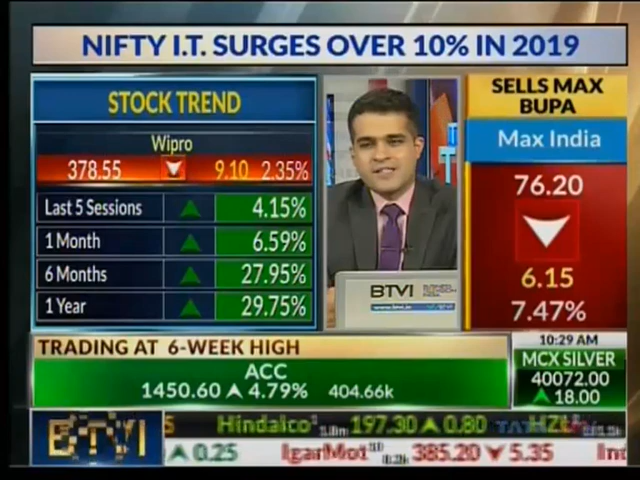 NIFTY I.T. SURGES OVER 10% IN 2019
STOCK TREND
Wipro
378.55 9.10 2.35%
Last 5 Sessions 4.15%
1 Month 6.59%
6 Months 27.95%
1 Year 29.75%
BTVI BUSINESS TELEVISION INDIA
SELLS MAX
BUPA
Max India
76.20
6.15
7.47%
TRADING AT 6-WEEK HIGH
ACC
1450.60 4.79% 404.66k
10:29 AM
MCX SILVER
40072.00
18.00
BTVI
Hindalco 197.30 0.80
0.25 IgarMot 385.20 5.35